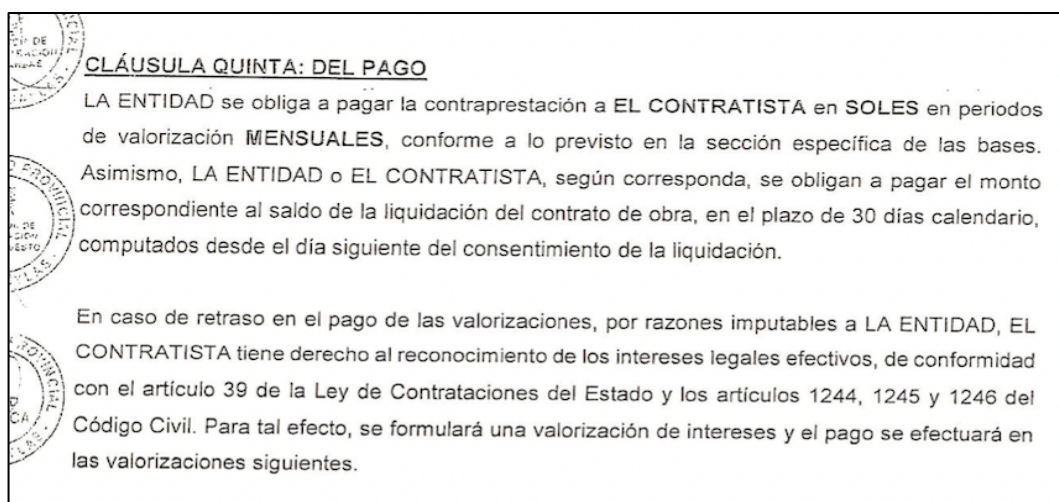 CLÁUSULA QUINTA: DEL PAGO
LA ENTIDAD se obliga a pagar la contraprestación a EL CONTRATISTA en SOLES en periodos
de valorización MENSUALES, conforme a lo previsto en la sección específica de las bases.
Asimismo, LA ENTIDAD o EL CONTRATISTA, según corresponda, se obligan a pagar el monto
correspondiente al saldo de la liquidación del contrato de obra, en el plazo de 30 días calendario,
computados desde el día siguiente del consentimiento de la liquidación.
En caso de retraso en el pago de las valorizaciones, por razones imputables a LA ENTIDAD, EL
CONTRATISTA tiene derecho al reconocimiento de los intereses legales efectivos, de conformidad
con el artículo 39 de la Ley de Contrataciones del Estado y los artículos 1244, 1245 y 1246 del
Código Civil. Para tal efecto, se formulará una valorización de intereses y el pago se efectuará en
las valorizaciones siguientes.